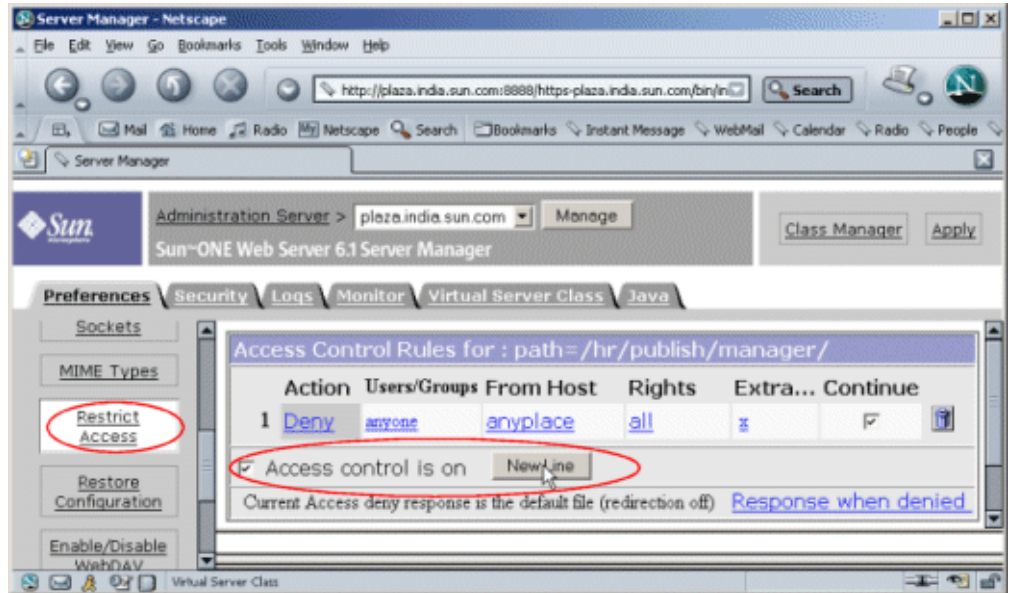 Server Manager - Netscape
File Edit View Go Bookmarks Tools Window Help
http://plaza.india.sun.com:8888/https-plaza.india.sun.com/bin/in
Search
Mail Home Radio Netscape Search Bookmarks Instant Message WebMail Calendar Radio People
Server Manager
Sun
Administration Server > plaza.india.sun.com Manage
Sun ONE Web Server 6.1 Server Manager
Class Manager Apply
Preferences Security Logs Monitor Virtual Server Class Java
Sockets
MIME Types
Restrict
Access
Restore
Configuration
Enable/Disable
WebDAV
Access Control Rules for : path=/hr/publish/manager/
Action Users/Groups From Host Rights Extra... Continue
1 Deny anyone anyplace all x
Access control is on New Line
Current Access deny response is the default file (redirection off) Response when denied
Virtual Server Class